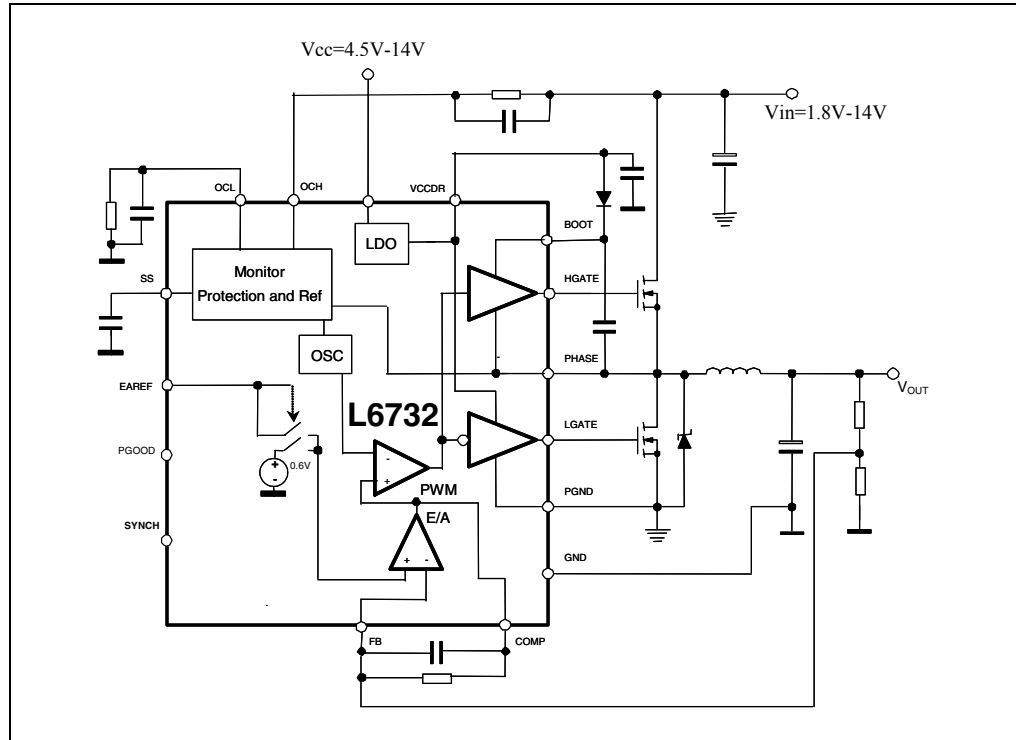 Vcc=4.5V-14V
Vin=1.8V-14V
OCL
OCH
VCCDR
LDO
BOOT
Monitor
Protection and Ref
HGATE
SS
OSC
-
PHASE
EAREF
VOUT
L6732
LGATE
PGOOD
+
-
0.6V
-
+
PWM
PGND
E/A
SYNCH
+ -
GND
FB
COMP